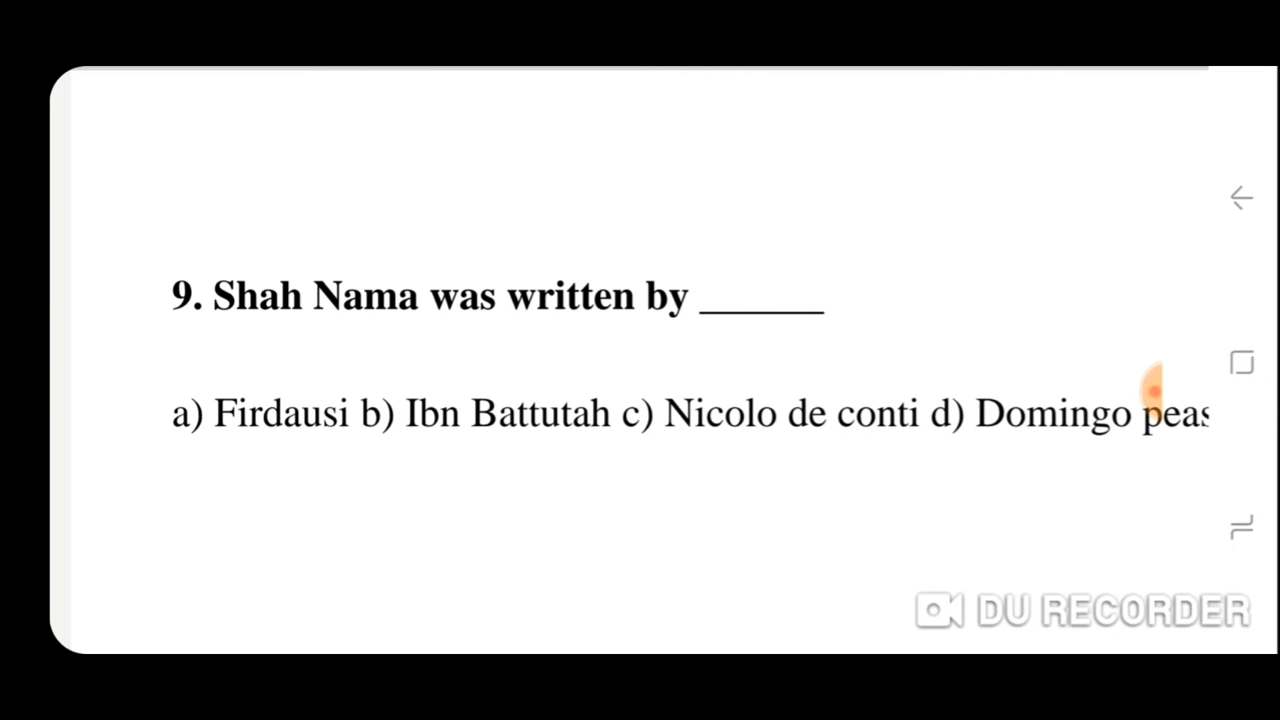 9. Shah Nama was written by ______
a) Firdausi b) Ibn Battutah c) Nicolo de conti d) Domingo peas
DU RECORDER